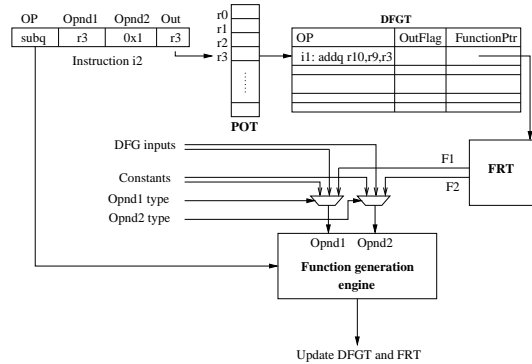 OP Opnd1 Opnd2 Out
subq r3 0x1 r3
Instruction i2
r0
r1
r2
r3
POT
DFGT
OP OutFlag FunctionPtr
i1: addq r10,r9,r3
DFG inputs
Constants
Opnd1 type
Opnd2 type
F1
F2
FRT
Opnd1 Opnd2
Function generation
engine
Update DFGT and FRT